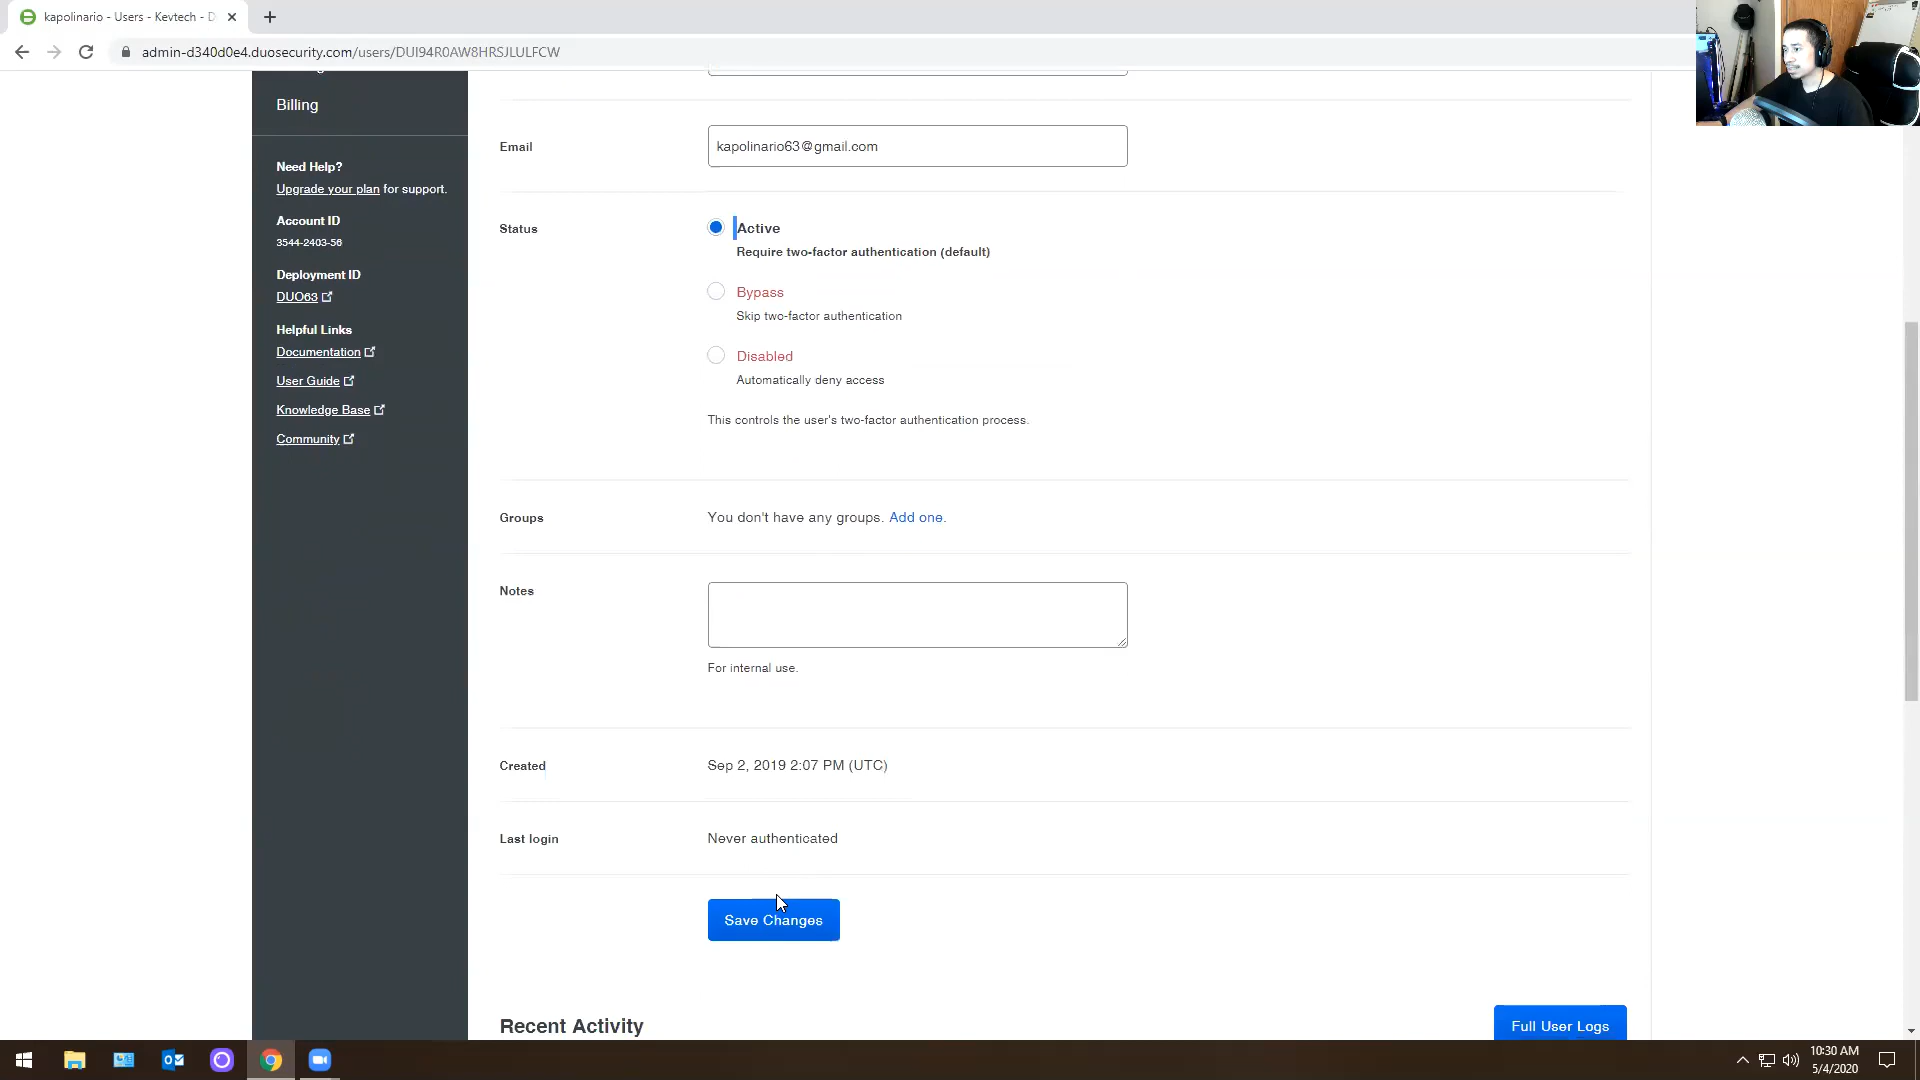 kapolinario - Users - Kevtech - D
admin-d340d0e4.duosecurity.com/users/DUI94R0AW8HRSJLULFCW
Billing
Need Help?
Upgrade your plan for support.
Account ID
3544-2403-56
Deployment ID
DUO63
Helpful Links
Documentation
User Guide
Knowledge Base
Community
Email
kapolinario63@gmail.com
Status
Active
Require two-factor authentication (default)
Bypass
Skip two-factor authentication
Disabled
Automatically deny access
This controls the user's two-factor authentication process.
Groups
You don't have any groups. Add one.
Notes
For internal use.
Created
Sep 2, 2019 2:07 PM (UTC)
Last login
Never authenticated
Save Changes
Recent Activity
Full User Logs
10:30 AM
5/4/2020